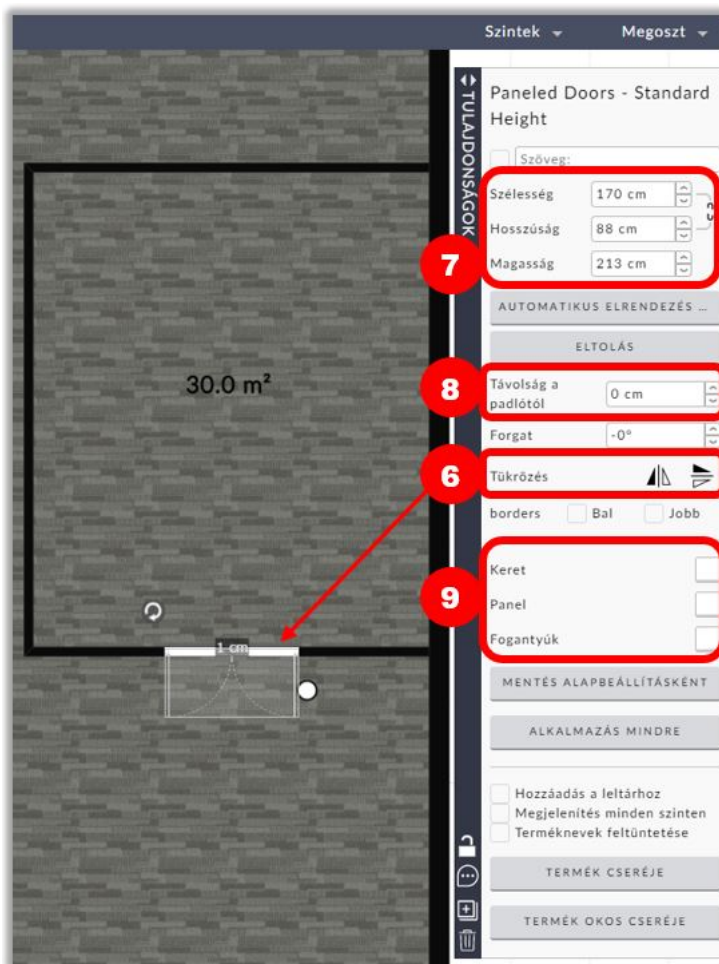 Szintek Megoszt
TULAJDONSÁGOK
Paneled Doors - Standard
Height
Szöveg:
Szélesség 170 cm
Hosszúság 88 cm
7
Magasság 213 cm
AUTOMATIKUS ELRENDEZÉS ...
ELTOLÁS
30.0 m²
8
Távolság a
padlótól 0 cm
Forgat -0°
6
Tükrözés
borders Bal Jobb
Keret
9
Panel
Fogantyúk
1 cm
MENTÉS ALAPBEÁLLÍTÁSKÉNT
ALKALMAZÁS MINDRE
Hozzáadás a leltárhoz
Megjelenítés minden szinten
Terméknevek feltüntetése
TERMÉK CSERÉJE
TERMÉK OKOS CSERÉJE